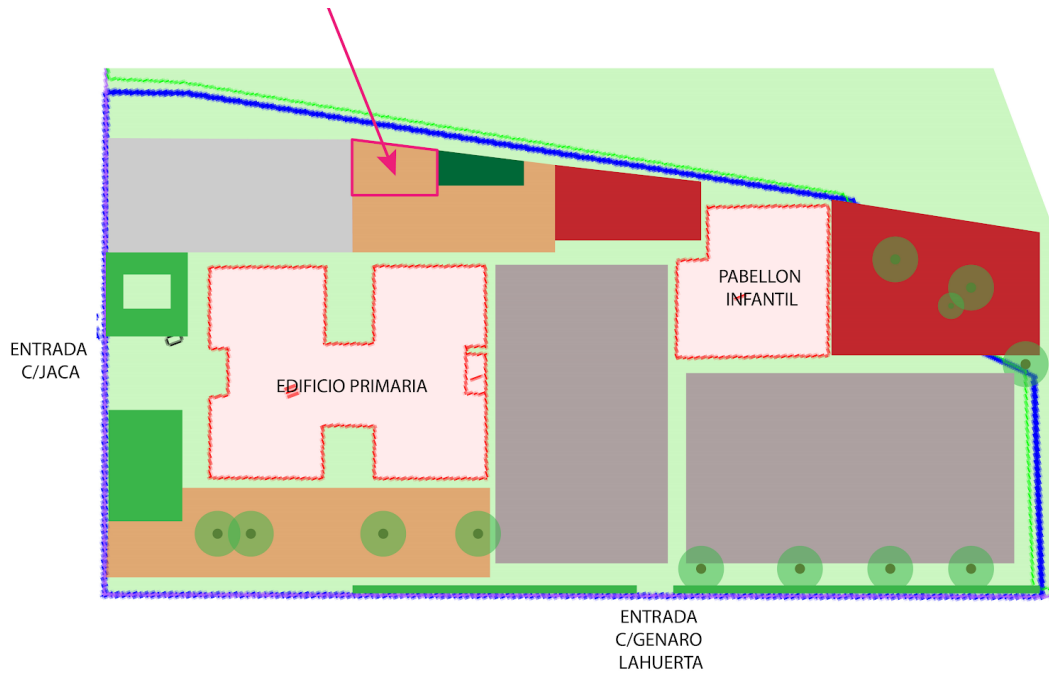 PABELLON
INFANTIL
ENTRADA
C/JACA
EDIFICIO PRIMARIA
ENTRADA
C/GENARO
LAHUERTA